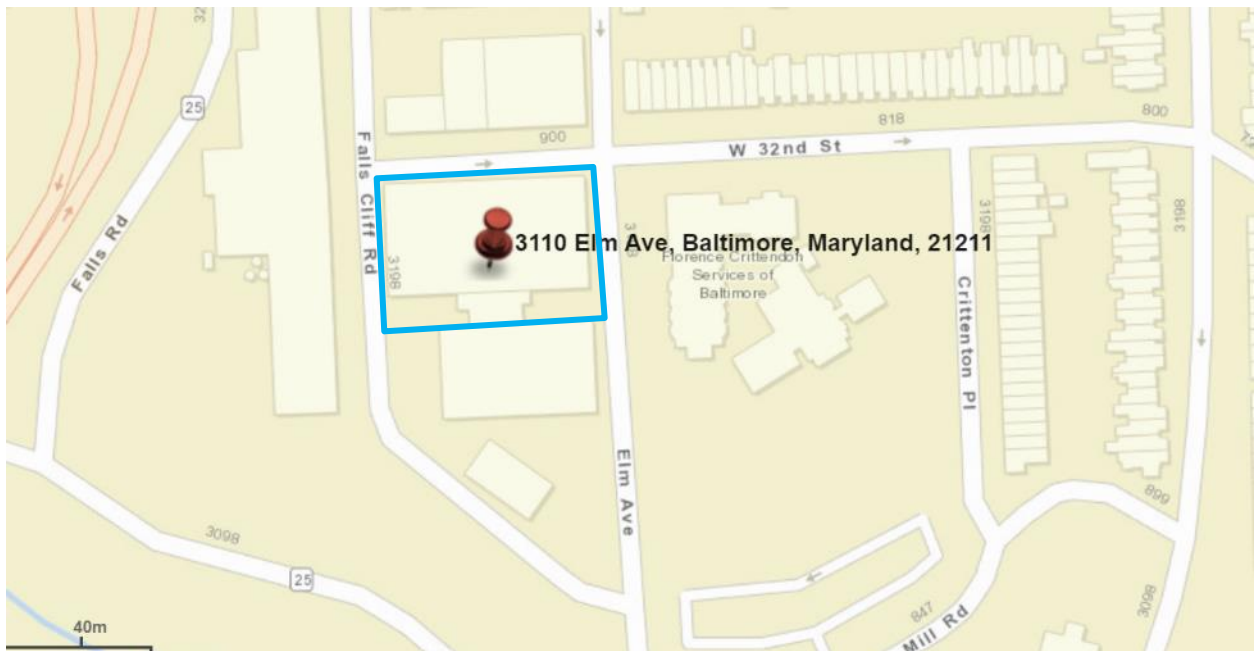 25
Falls Rd
Falls Cliff Rd
900
818
800
W 32nd St
3110 Elm Ave, Baltimore, Maryland, 21211
Florence Crittendon
Services of
Baltimore
3198
3198
3198
Crittenton Pl
Elm Ave
899
3098
25
847
Mill Rd
3098
40m